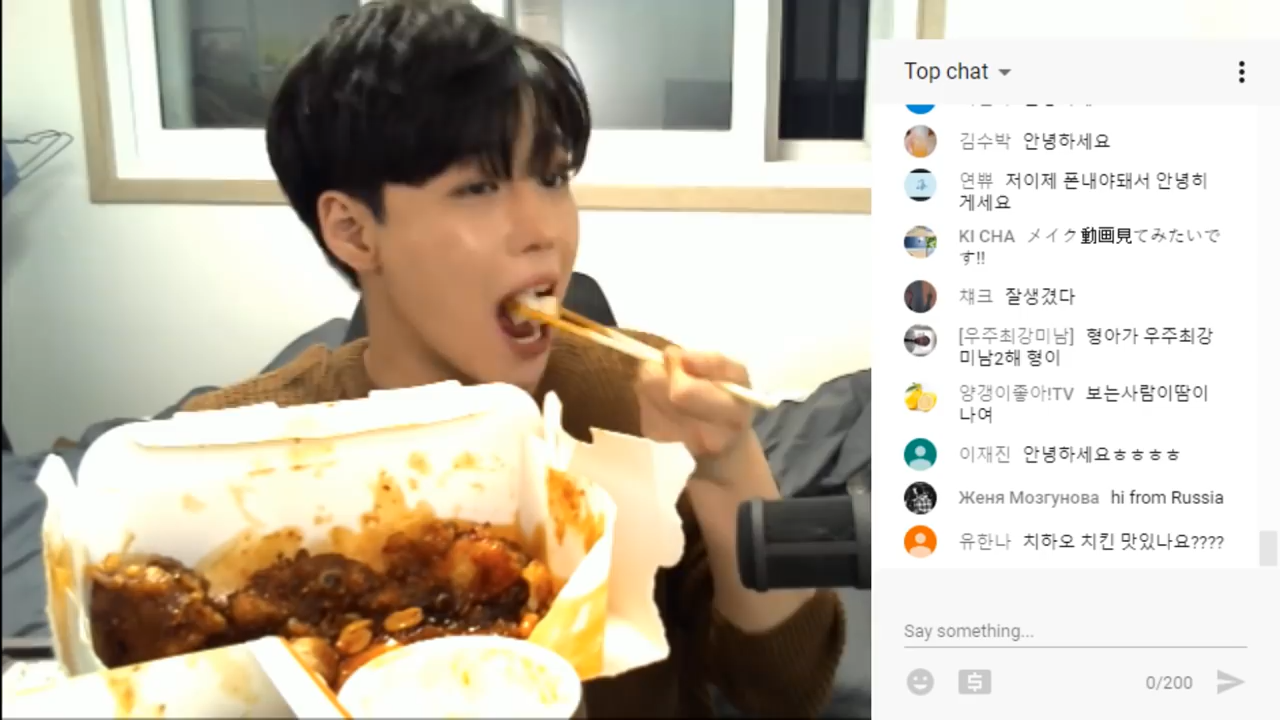 Top chat
김수박 안녕하세요
연쀼 저이제 폰내야돼서 안녕히
게세요
KI CHA メイク動画見てみたいで
す!!
채크 잘생겼다
[우주최강미남] 형아가 우주최강
미남2해 형이
양갱이좋아!TV 보는사람이땀이
나여
이재진 안녕하세요ㅎㅎㅎㅎ
Женя Мозгунова hi from Russia
유한나 치하오 치킨 맛있나요????
Say something...
0/200